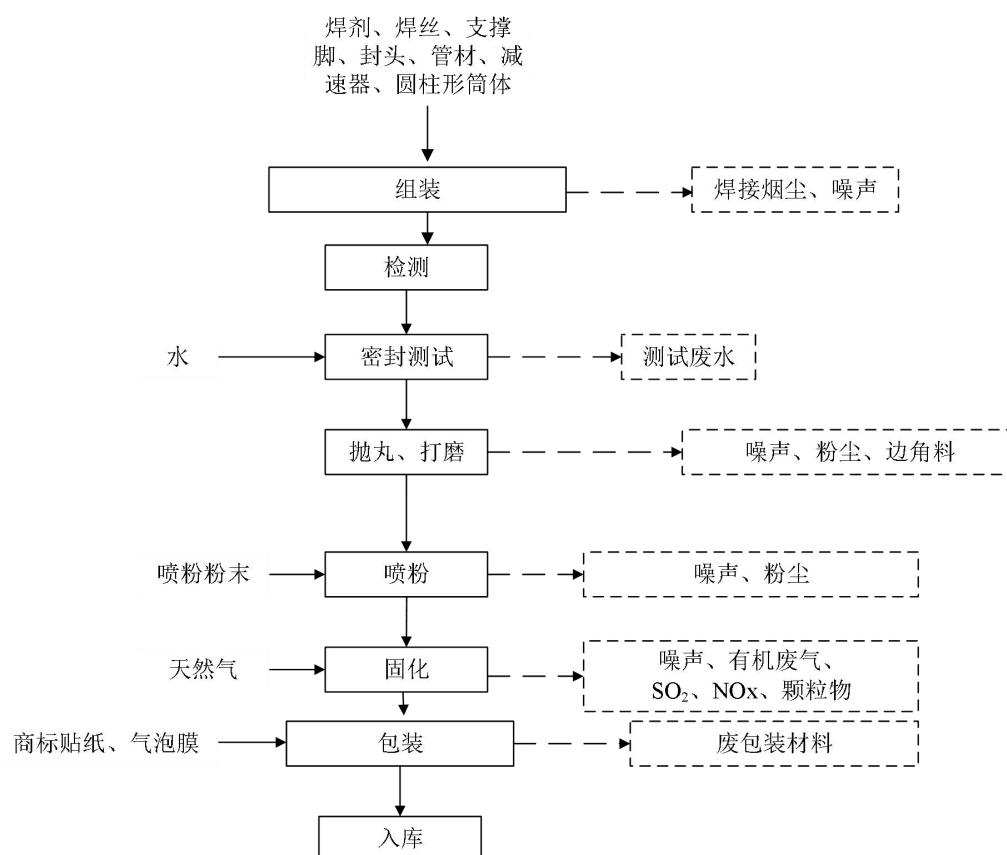 焊剂、焊丝、支撑
脚、封头、管材、减
速器、圆柱形筒体
组装
焊接烟尘、噪声
检测
水
密封测试
测试废水
抛丸、打磨
噪声、粉尘、边角料
喷粉粉末
喷粉
噪声、粉尘
天然气
固化
噪声、有机废气、
SO₂、NOx、颗粒物
商标贴纸、气泡膜
包装
废包装材料
入库